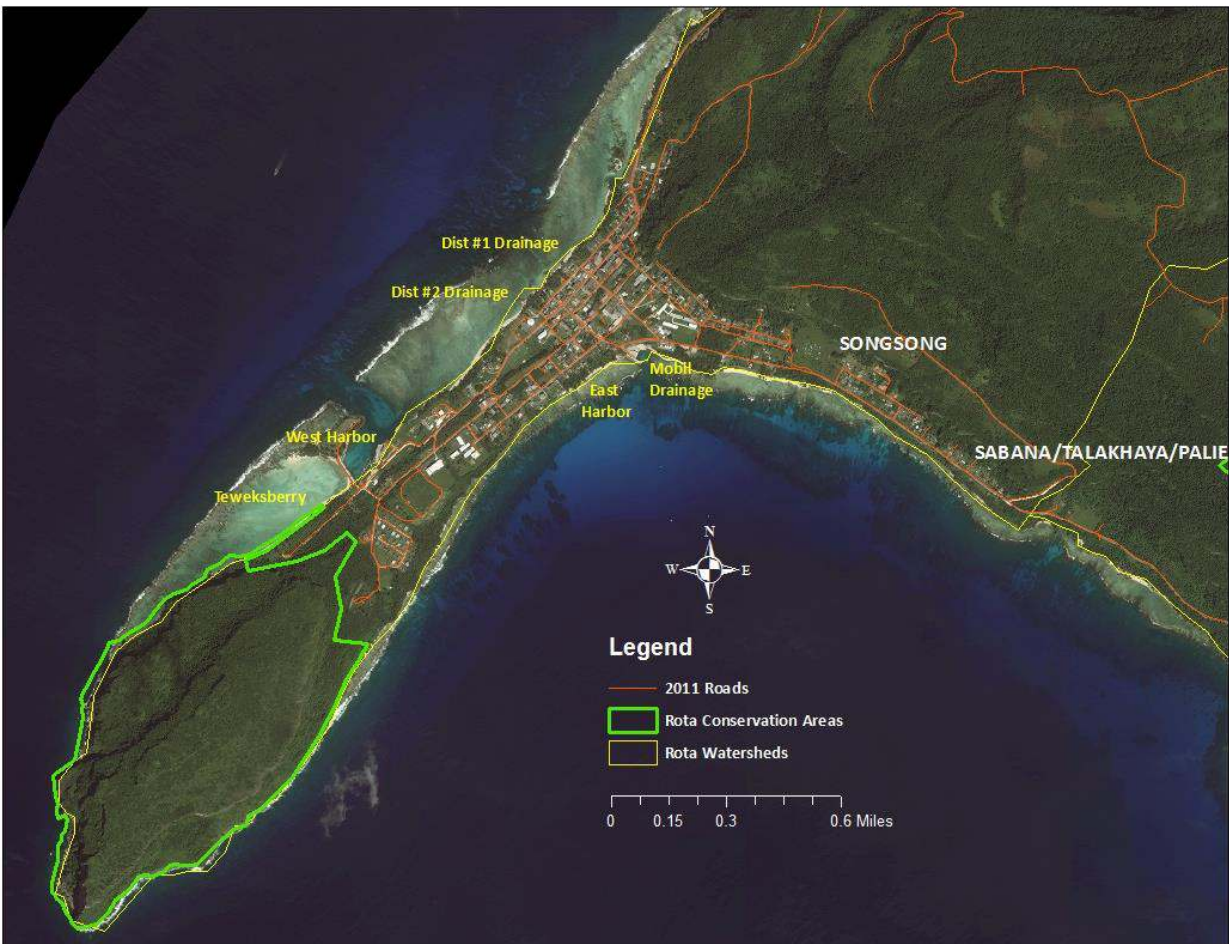 Dist #1 Drainage
Dist #2 Drainage
SONGSONG
Mobil
Drainage
East
Harbor
West Harbor
SABANA/TALAKHAYA/PALIE
Teweksberry
N
W
E
S
Legend
2011 Roads
Rota Conservation Areas
Rota Watersheds
0 0.15 0.3 0.6 Miles